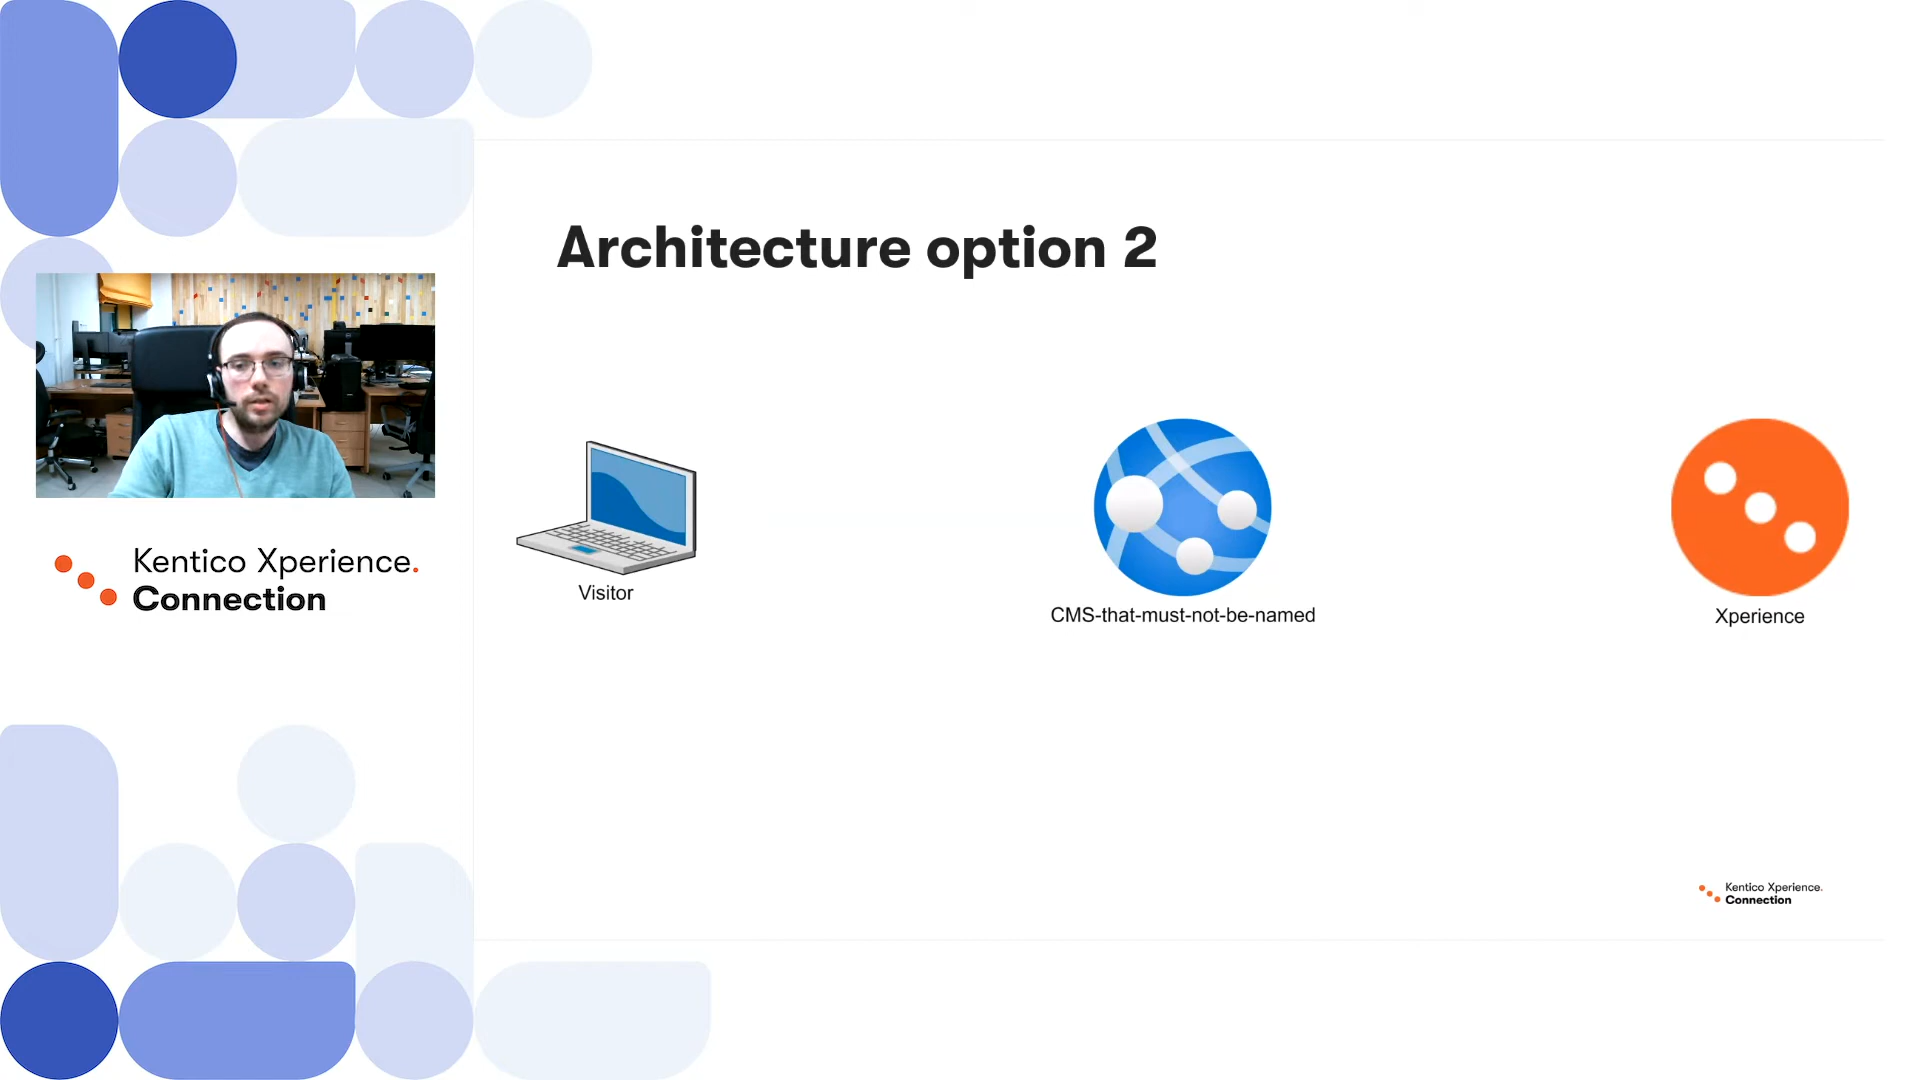 Architecture option 2
Kentico Xperience.
Connection
Visitor
CMS-that-must-not-be-named
Xperience
Kentico Xperience.
Connection